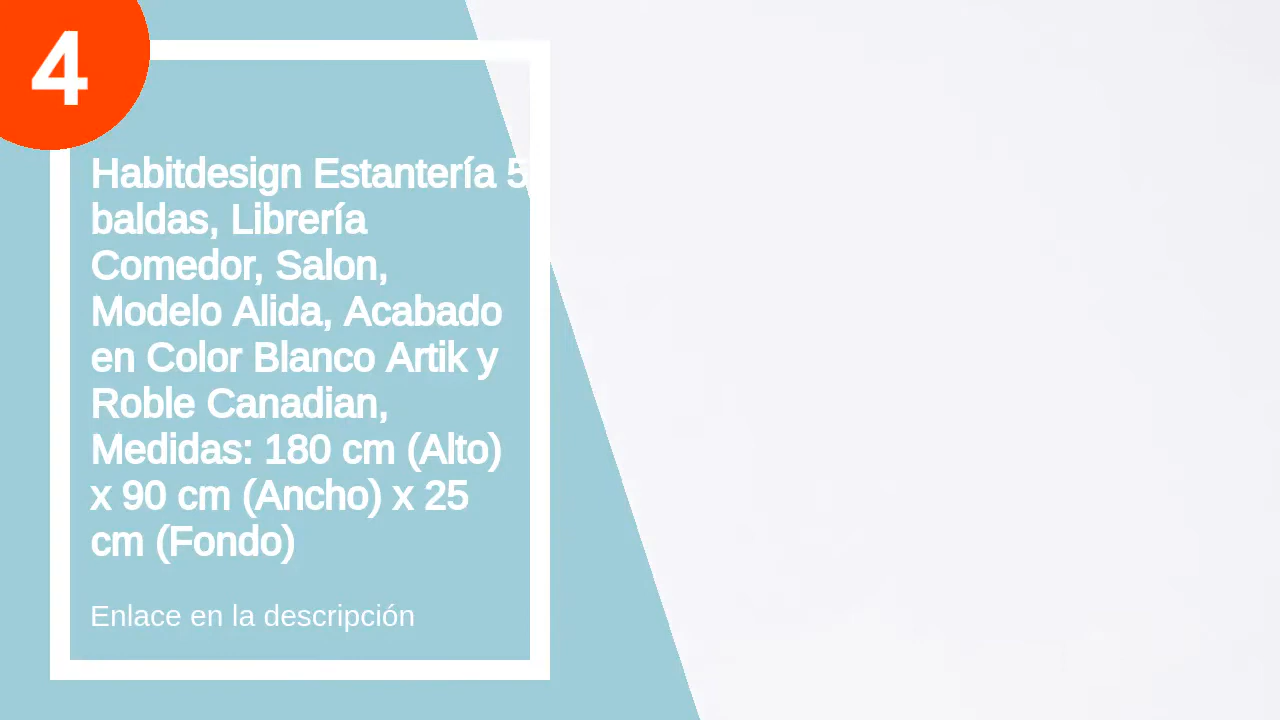 4
Habitdesign Estantería 5
baldas, Librería
Comedor, Salon,
Modelo Alida, Acabado
en Color Blanco Artik y
Roble Canadian,
Medidas: 180 cm (Alto)
x 90 cm (Ancho) x 25
cm (Fondo)
Enlace en la descripción